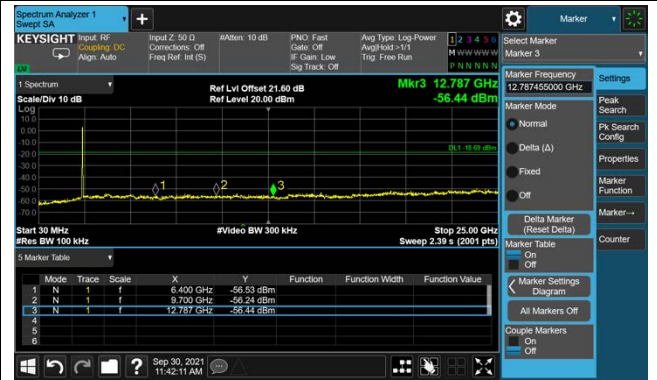 Spectrum Analyzer 1
Swept SA
+
Marker
KEYSIGHT
Input: RF
Coupling: DC
Align: Auto
Input Z: 50 Ω
Corrections: Off
Freq Ref: Int (S)
#Atten: 10 dB
PNO: Fast
Gate: Off
IF Gain: Low
Sig Track: Off
Avg Type: Log-Power
Avg|Hold:>1/1
Trig: Free Run
1 2 3 4 5 6
M W W W W W
P N N N N N
LV
Select Marker
Marker 3
1 Spectrum
Scale/Div 10 dB
Ref Lvl Offset 21.60 dB
Ref Level 20.00 dBm
Mkr3 12.787 GHz
-56.44 dBm
Log
10.0
0.00
-10.0
-20.0
-30.0
-40.0
-50.0
-60.0
-70.0
1
2
3
Start 30 MHz
#Res BW 100 kHz
#Video BW 300 kHz
Stop 25.00 GHz
Sweep 2.39 s (2001 pts)
5 Marker Table
Mode Trace Scale X Y Function Function Width Function Value
1 N 1 f 6.400 GHz -56.53 dBm
2 N 1 f 9.700 GHz -56.24 dBm
3 N 1 f 12.787 GHz -56.44 dBm
4
5
6
Marker Frequency
12.787455000 GHz
Marker Mode
Normal
Delta (Δ)
Fixed
Off
Delta Marker
(Reset Delta)
Marker Table
On
Off
Marker Settings
Diagram
All Markers Off
Couple Markers
On
Off
Settings
Peak
Search
Pk Search
Config
Properties
Marker
Function
Marker→
Counter
?
Sep 30, 2021
11:42:11 AM